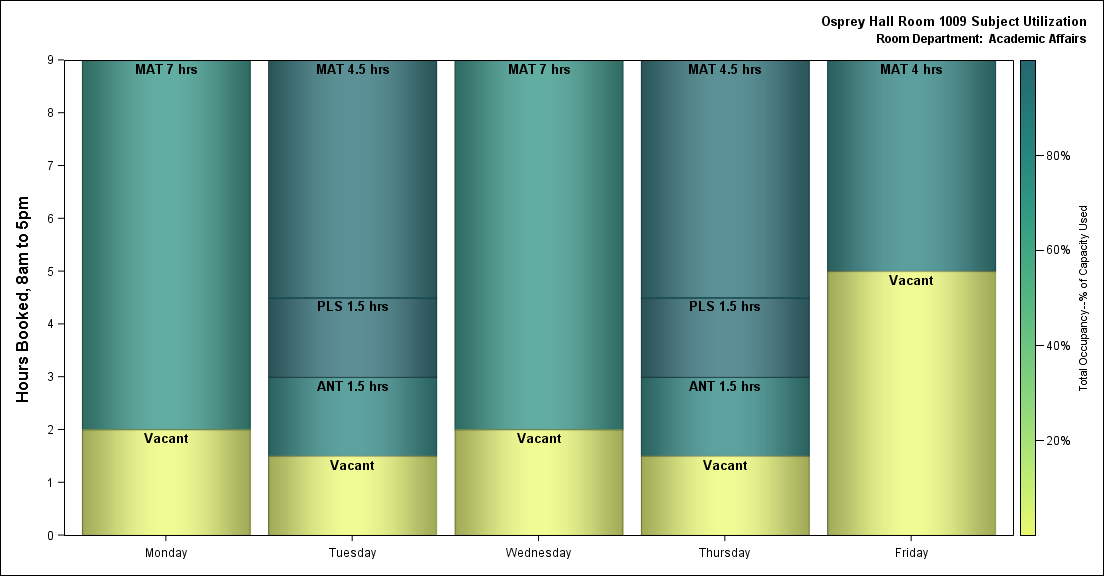 Osprey Hall Room 1009 Subject Utilization
Room Department:  Academic Affairs
Hours Booked, 8am to 5pm
9
8
7
6
5
4
3
2
1
0
MAT 7 hrs
Vacant
MAT 4.5 hrs
PLS 1.5 hrs
ANT 1.5 hrs
Vacant
MAT 7 hrs
Vacant
MAT 4.5 hrs
PLS 1.5 hrs
ANT 1.5 hrs
Vacant
MAT 4 hrs
Vacant
Monday
Tuesday
Wednesday
Thursday
Friday
80%
60%
40%
20%
Total Occupancy--% of Capacity Used